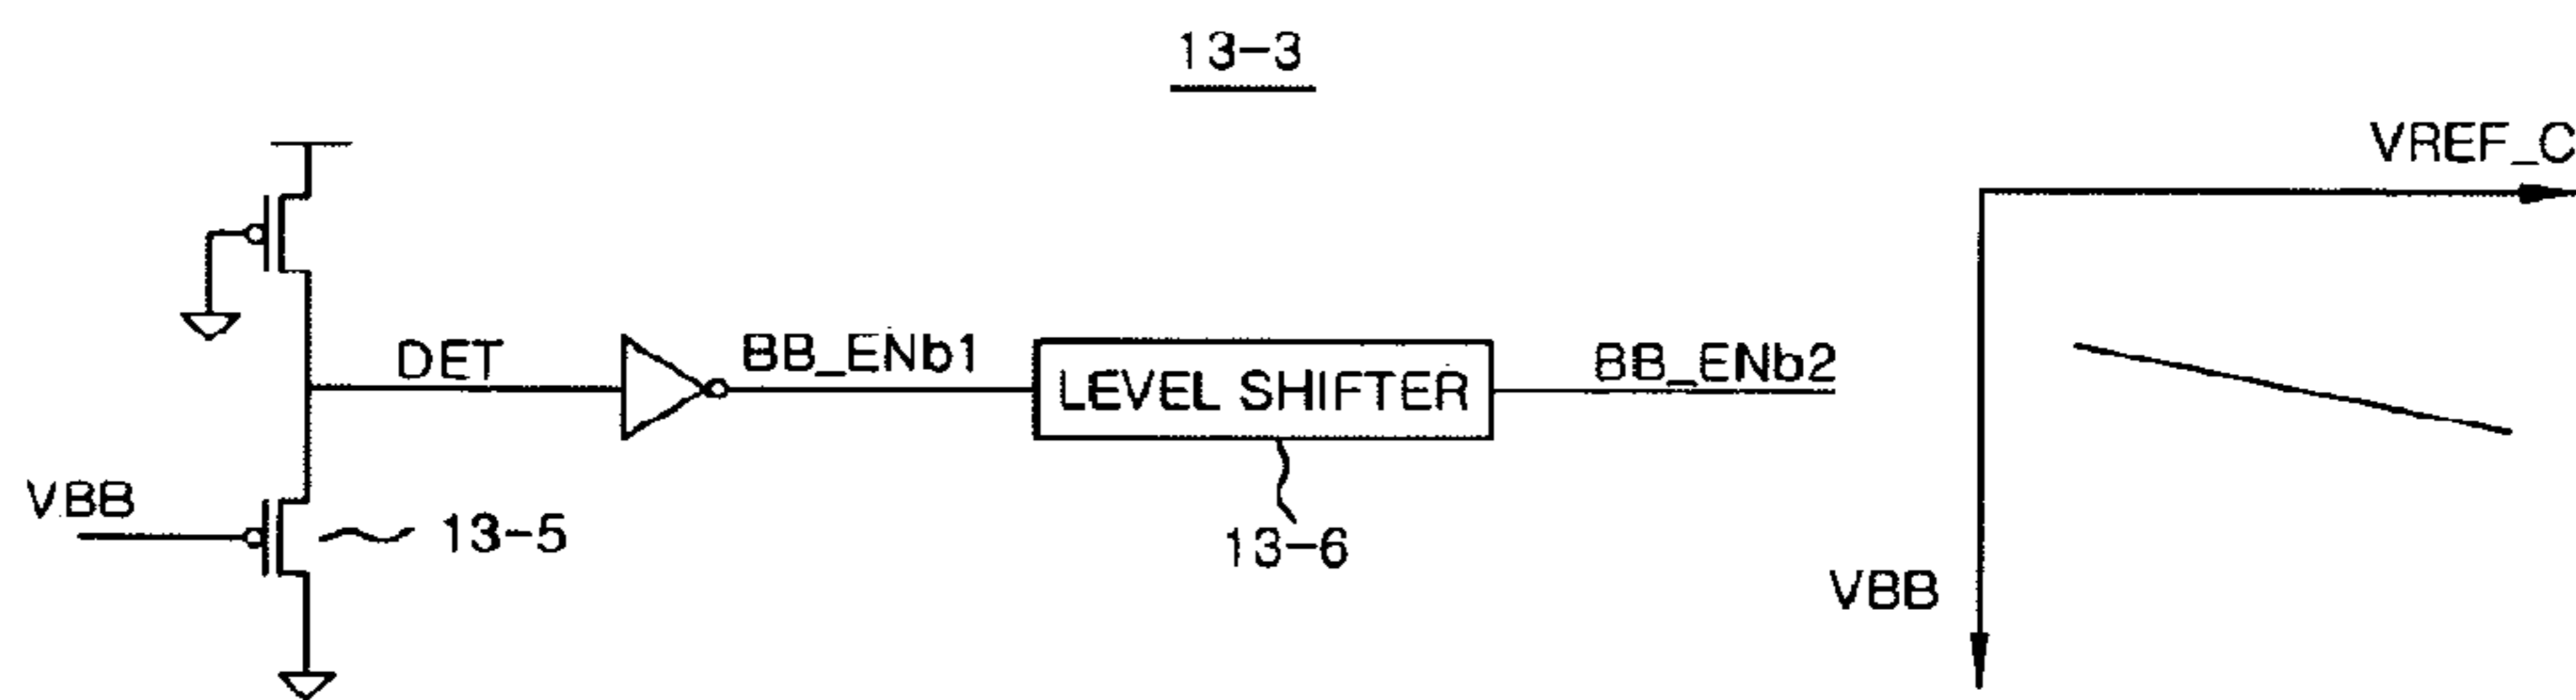 13-3
VREF_C
DET
BB_ENb1
LEVEL SHIFTER
BB_ENb2
VBB
13-5
13-6
VBB